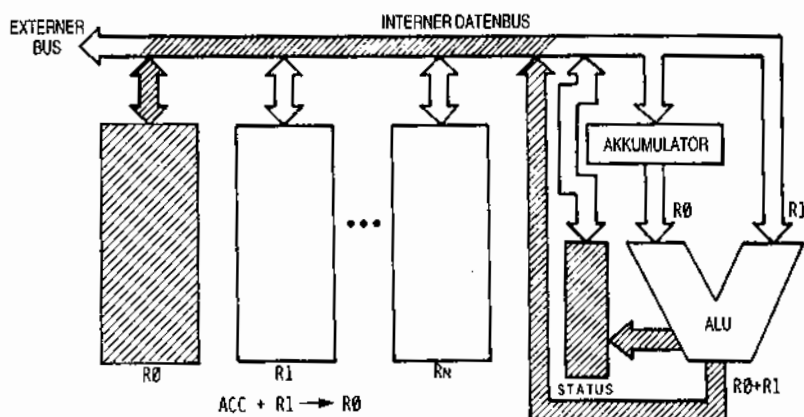 INTERNER DATENBUS
EXTERNER
BUS
AKKUMULATOR
RØ
R1
ALU
RØ
R1
RN
STATUS
RØ+R1
ACC + R1 → RØ